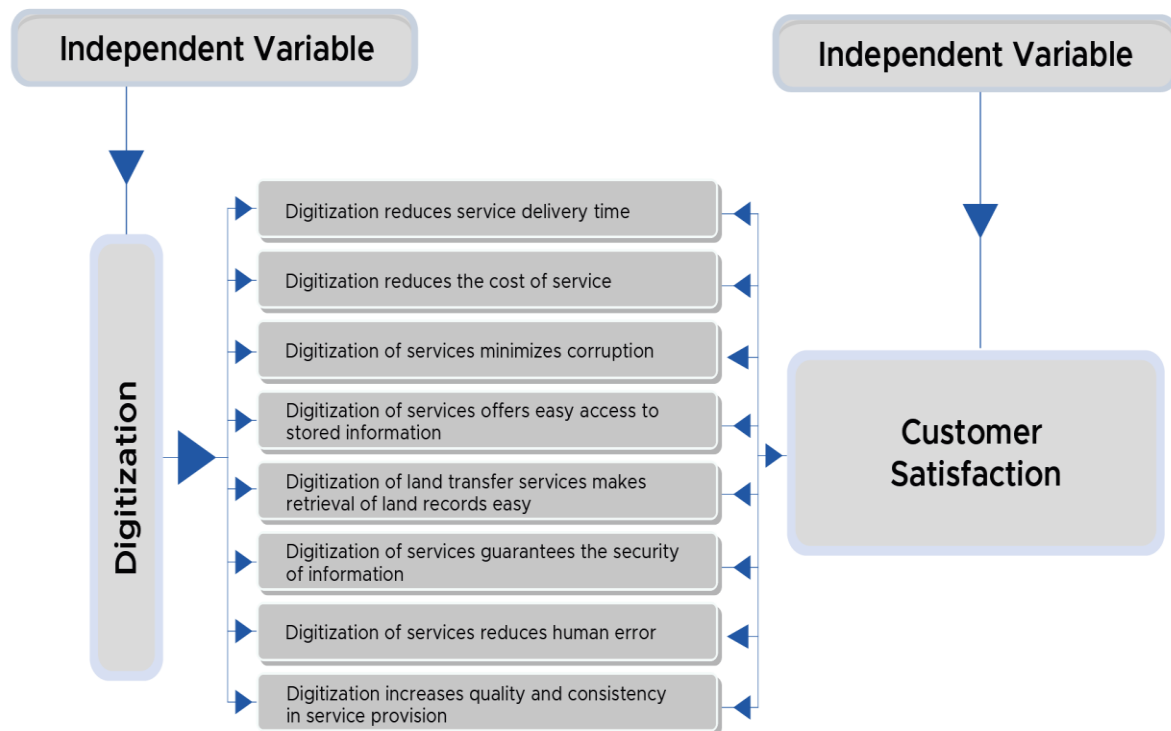 Independent Variable
Independent Variable
Digitization
Digitization reduces service delivery time
Digitization reduces the cost of service
Digitization of services minimizes corruption
Digitization of services offers easy access to
stored information
Digitization of land transfer services makes
retrieval of land records easy
Digitization of services guarantees the security
of information
Digitization of services reduces human error
Digitization increases quality and consistency
in service provision
Customer
Satisfaction